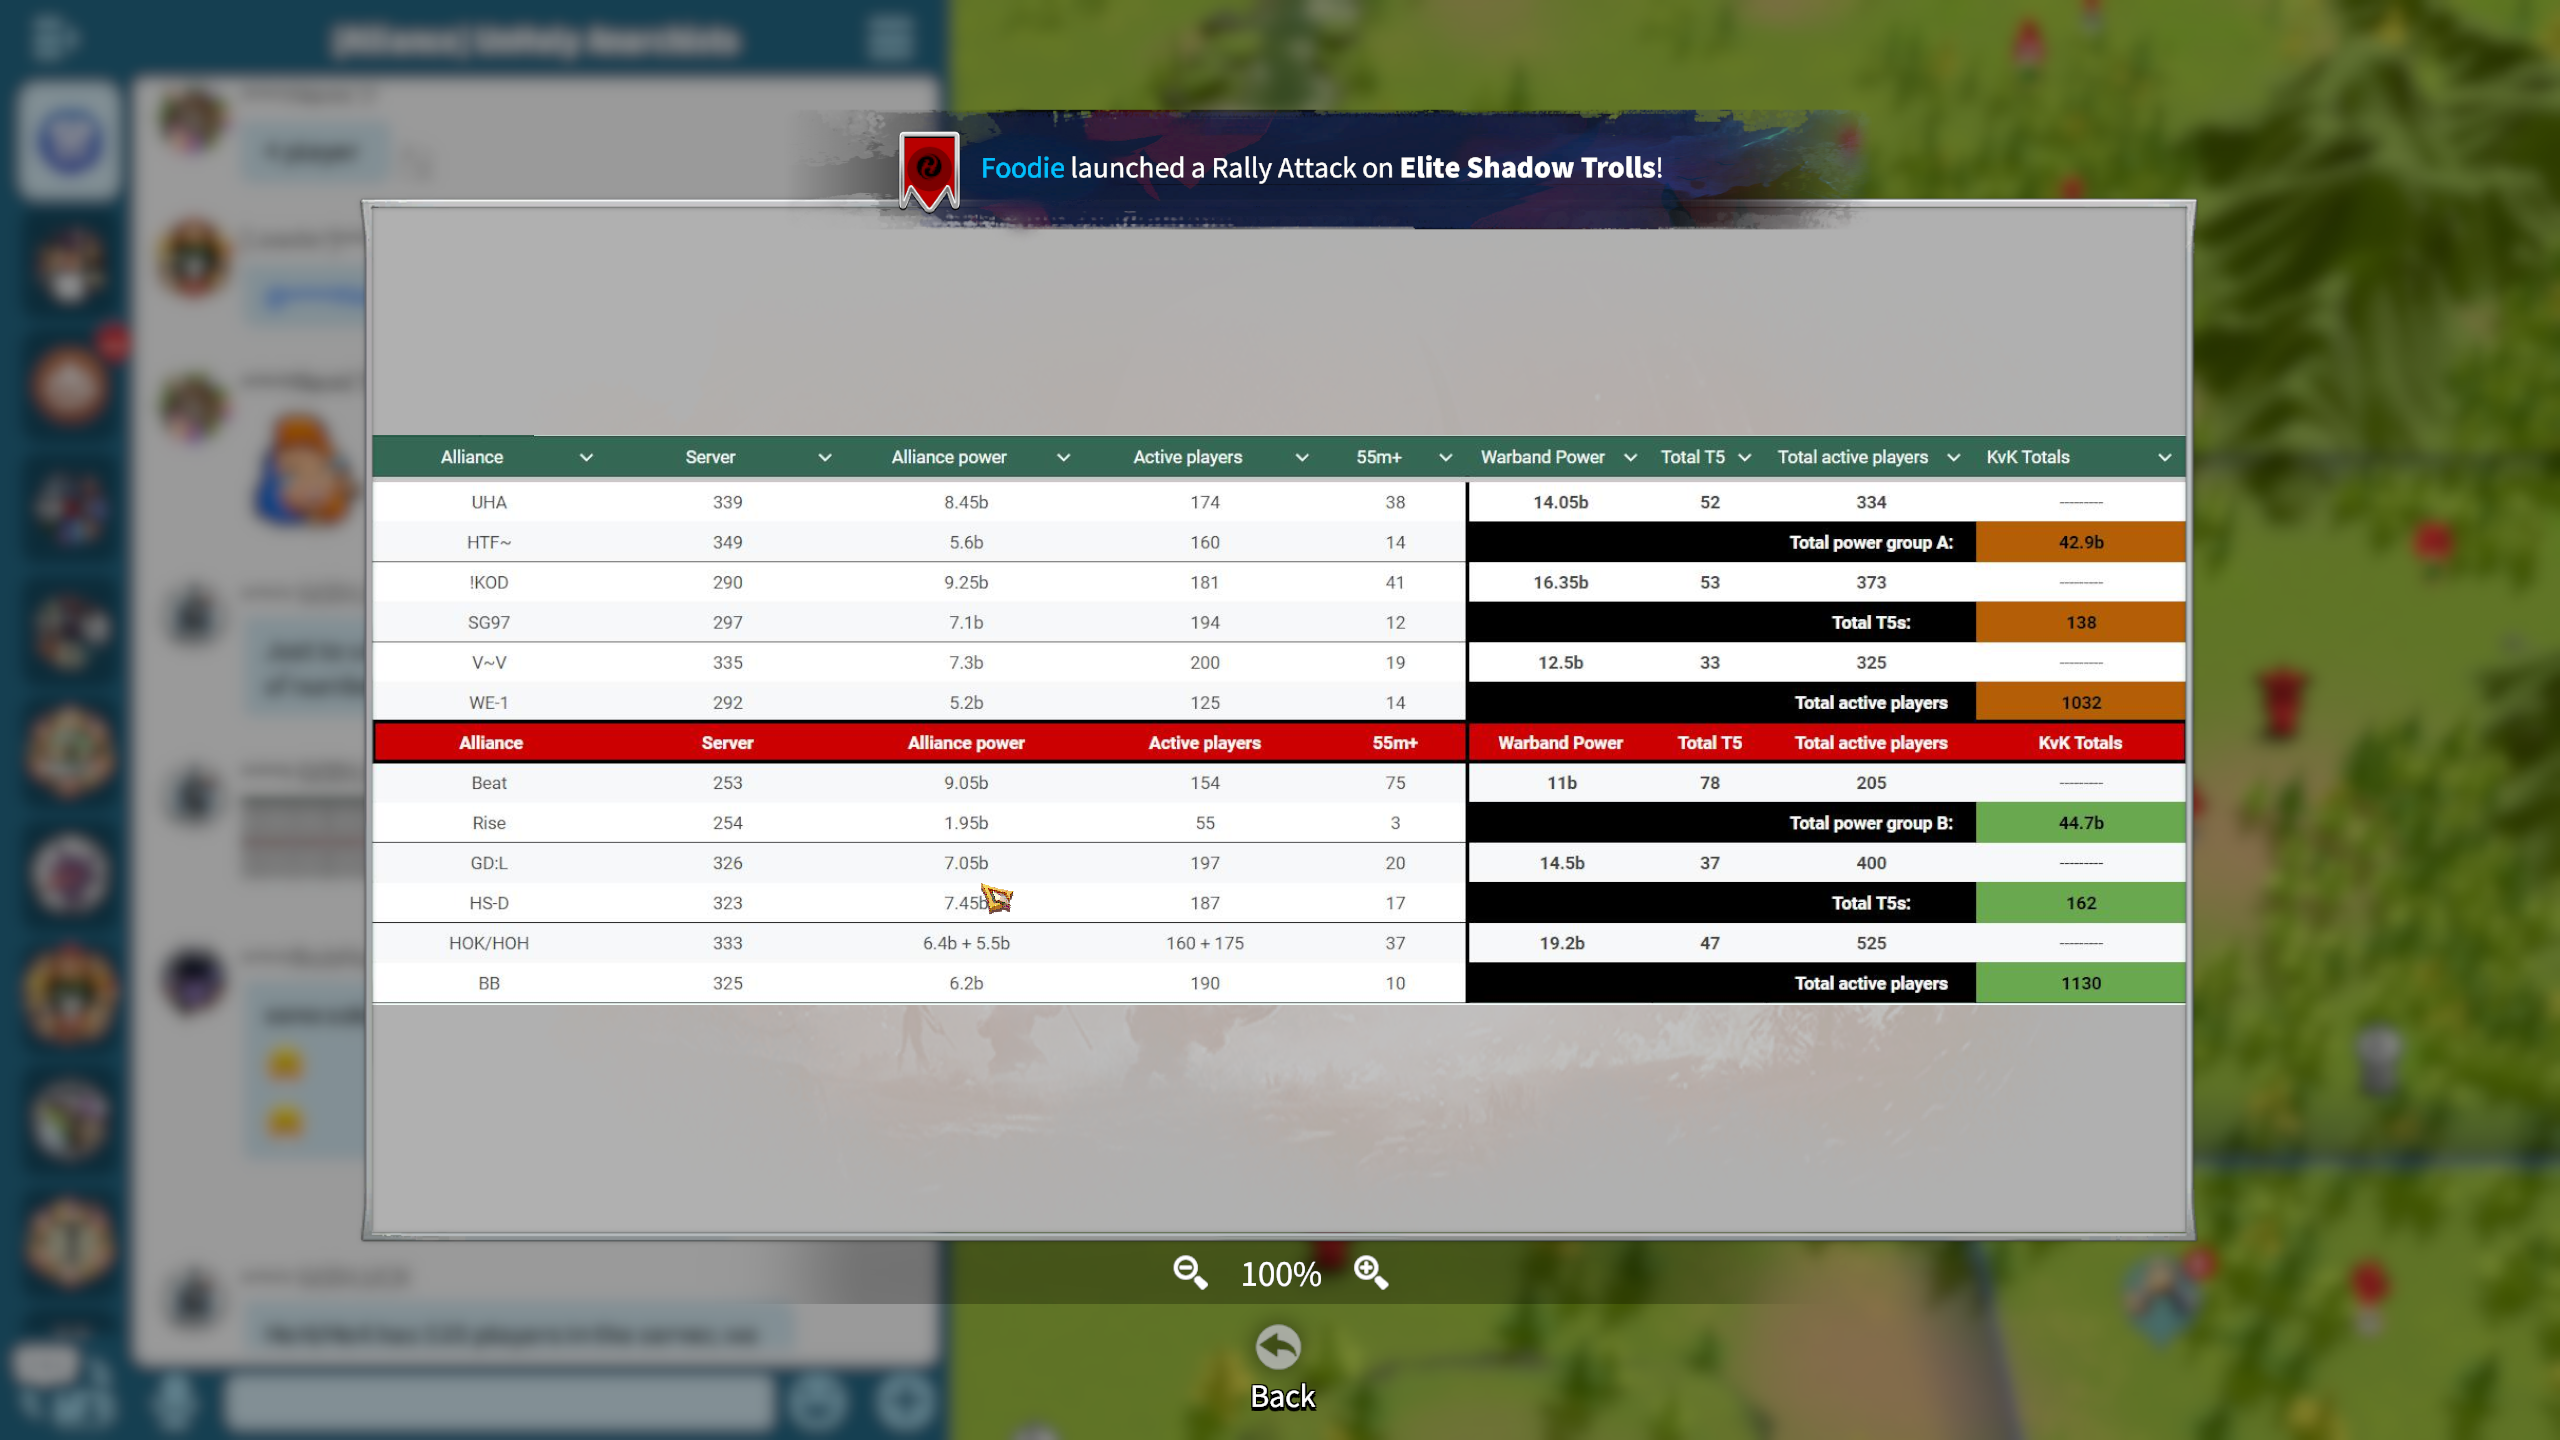 Foodie launched a Rally Attack on Elite Shadow Trolls!
Alliance Server Alliance power Active players 55m+ Warband Power Total T5 Total active players KvK Totals
UHA 339 8.45b 174 38 14.05b 52 334 ---------
HTF~ 349 5.6b 160 14 Total power group A: 42.9b
!KOD 290 9.25b 181 41 16.35b 53 373 ---------
SG97 297 7.1b 194 12 Total T5s: 138
V~V 335 7.3b 200 19 12.5b 33 325 ---------
WE-1 292 5.2b 125 14 Total active players 1032
Alliance Server Alliance power Active players 55m+ Warband Power Total T5 Total active players KvK Totals
Beat 253 9.05b 154 75 11b 78 205 ---------
Rise 254 1.95b 55 3 Total power group B: 44.7b
GD:L 326 7.05b 197 20 14.5b 37 400 ---------
HS-D 323 7.45b 187 17 Total T5s: 162
HOK/HOH 333 6.4b + 5.5b 160 + 175 37 19.2b 47 525 ---------
BB 325 6.2b 190 10 Total active players 1130
100%
Back